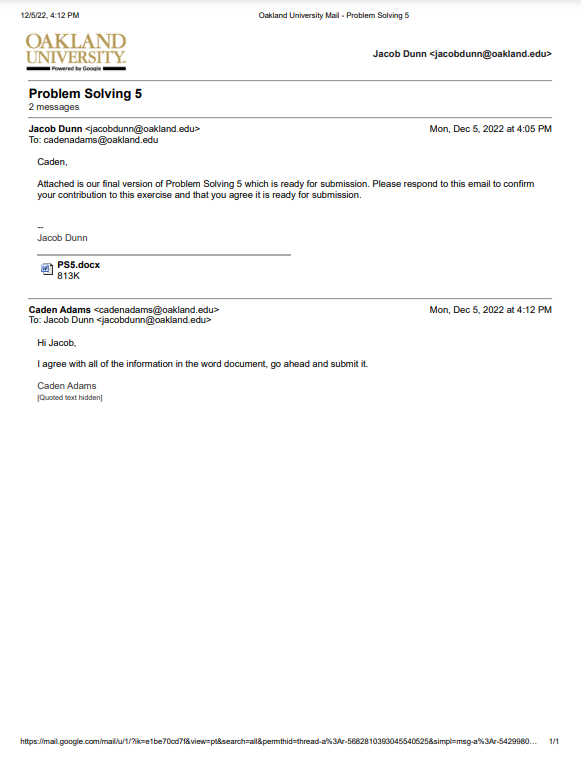 12/5/22, 4:12 PM Oakland University Mail - Problem Solving 5
OAKLAND
UNIVERSITY.
Powered by Google
Jacob Dunn <jacobdunn@oakland.edu>
Problem Solving 5
2 messages
Jacob Dunn <jacobdunn@oakland.edu> Mon, Dec 5, 2022 at 4:05 PM
To: cadenadams@oakland.edu
Caden,
Attached is our final version of Problem Solving 5 which is ready for submission. Please respond to this email to confirm
your contribution to this exercise and that you agree it is ready for submission.
--
Jacob Dunn
PS5.docx
813K
Caden Adams <cadenadams@oakland.edu> Mon, Dec 5, 2022 at 4:12 PM
To: Jacob Dunn <jacobdunn@oakland.edu>
Hi Jacob,
I agree with all of the information in the word document, go ahead and submit it.
Caden Adams
[Quoted text hidden]
https://mail.google.com/mail/u/1/?ik=e1be70cd7f&view=pt&search=all&permthid=thread-a%3Ar-5682810393045540525&simpl=msg-a%3Ar-5429980... 1/1